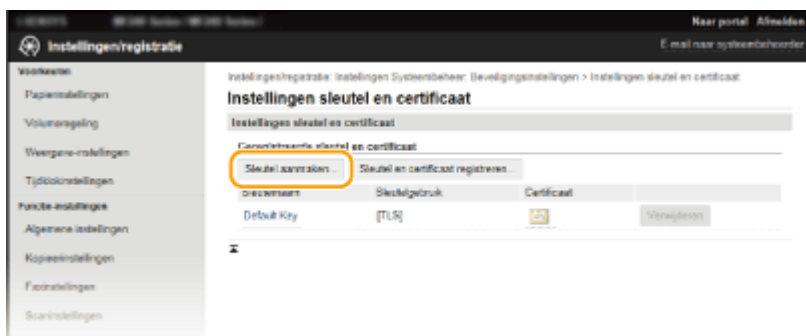 Naar portal Afmelden
Instellingen/registratie
E-mail naar systeembeheerder
Voorkeuren
Papierinstellingen
Volumeregeling
Weergave-instellingen
Tijdklokinstellingen
Functie-instellingen
Algemene instellingen
Kopieerinstellingen
Faxinstellingen
Scaninstellingen
Instellingen/registratie: Instellingen Systeembeheer: Beveiligingsinstellingen > Instellingen sleutel en certificaat
Instellingen sleutel en certificaat
Instellingen sleutel en certificaat
Geregistreerde sleutel en certificaat
Sleutel aanmaken... Sleutel en certificaat registreren...
Sleutelnaam Sleutelgebruik Certificaat
Default Key [TLS] Verwijderen